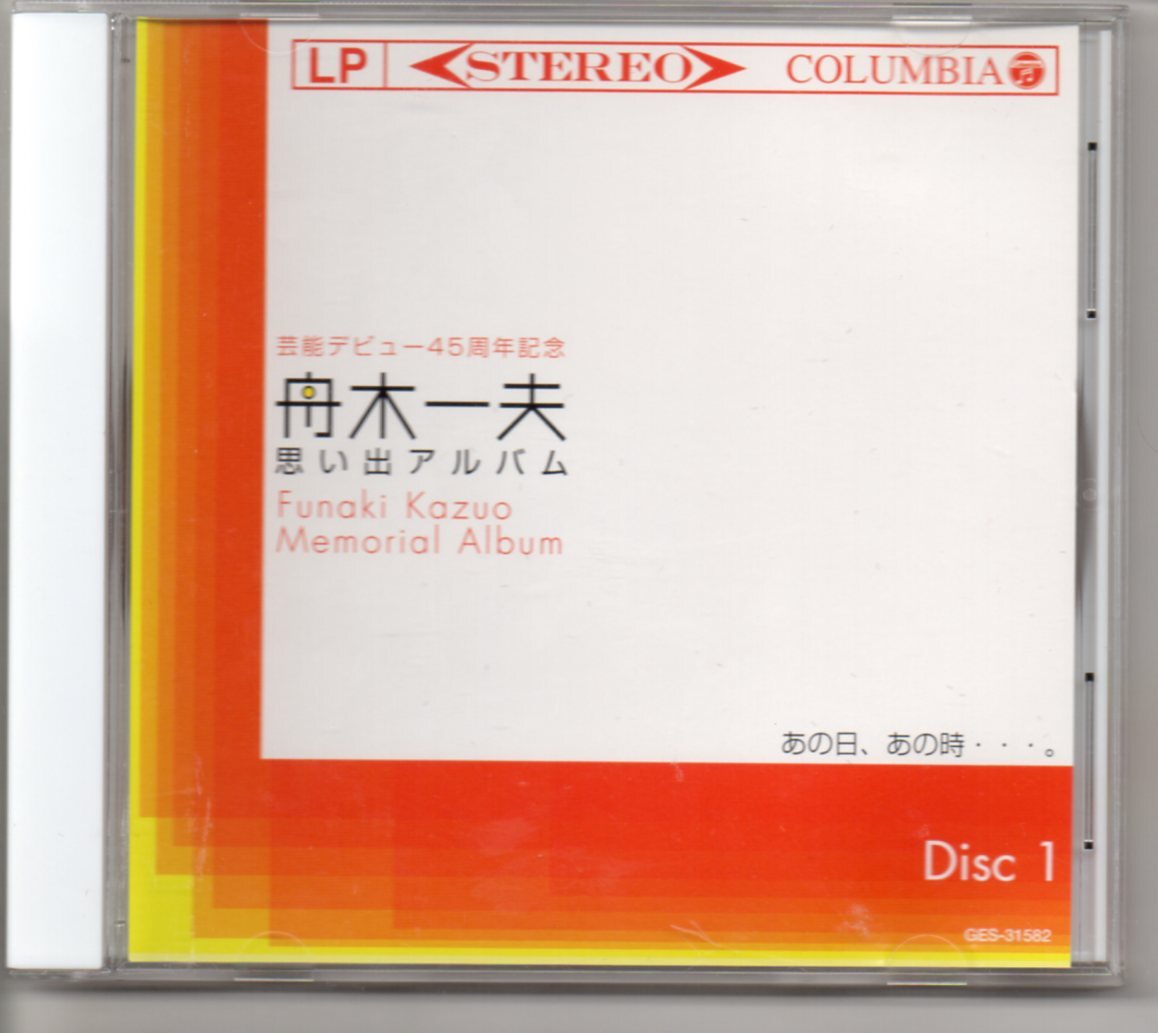 LP STEREO COLUMBIA
芸能デビュー45周年記念
舟木一夫
思い出アルバム
Funaki Kazuo
Memorial Album
あの日、あの時・・・。
Disc 1
GES-31582